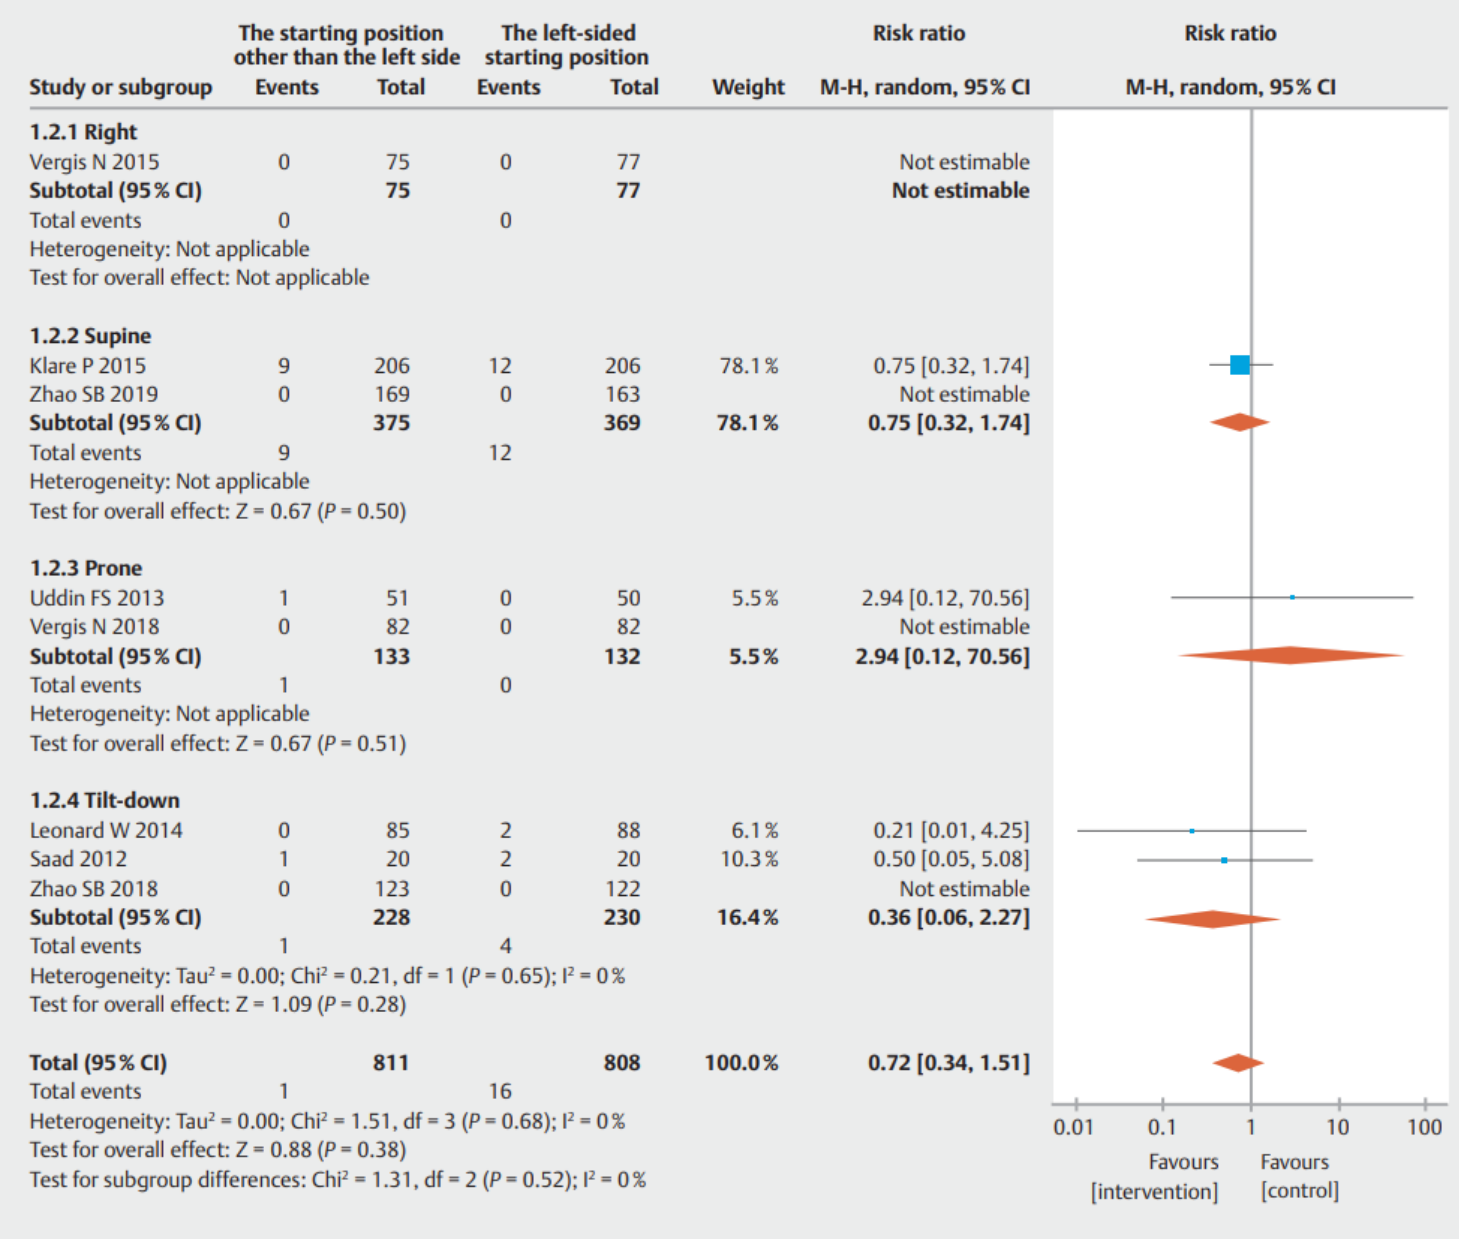 The starting position other than the left side The left-sided starting position Risk ratio Risk ratio
Study or subgroup Events Total Events Total Weight M-H, random, 95% CI M-H, random, 95% CI
1.2.1 Right
Vergis N 2015 0 75 0 77 Not estimable
Subtotal (95% CI) 75 77 Not estimable
Total events 0 0
Heterogeneity: Not applicable
Test for overall effect: Not applicable
1.2.2 Supine
Klare P 2015 9 206 12 206 78.1% 0.75 [0.32, 1.74]
Zhao SB 2019 0 169 0 163 Not estimable
Subtotal (95% CI) 375 369 78.1% 0.75 [0.32, 1.74]
Total events 9 12
Heterogeneity: Not applicable
Test for overall effect: Z = 0.67 (P = 0.50)
1.2.3 Prone
Uddin FS 2013 1 51 0 50 5.5% 2.94 [0.12, 70.56]
Vergis N 2018 0 82 0 82 Not estimable
Subtotal (95% CI) 133 132 5.5% 2.94 [0.12, 70.56]
Total events 1 0
Heterogeneity: Not applicable
Test for overall effect: Z = 0.67 (P = 0.51)
1.2.4 Tilt-down
Leonard W 2014 0 85 2 88 6.1% 0.21 [0.01, 4.25]
Saad 2012 1 20 2 20 10.3% 0.50 [0.05, 5.08]
Zhao SB 2018 0 123 0 122 Not estimable
Subtotal (95% CI) 228 230 16.4% 0.36 [0.06, 2.27]
Total events 1 4
Heterogeneity: Tau² = 0.00; Chi² = 0.21, df = 1 (P = 0.65); I² = 0%
Test for overall effect: Z = 1.09 (P = 0.28)
Total (95% CI) 811 808 100.0% 0.72 [0.34, 1.51]
Total events 1 16
Heterogeneity: Tau² = 0.00; Chi² = 1.51, df = 3 (P = 0.68); I² = 0%
Test for overall effect: Z = 0.88 (P = 0.38)
Test for subgroup differences: Chi² = 1.31, df = 2 (P = 0.52); I² = 0%
0.01 0.1 1 10 100
Favours [intervention] Favours [control]